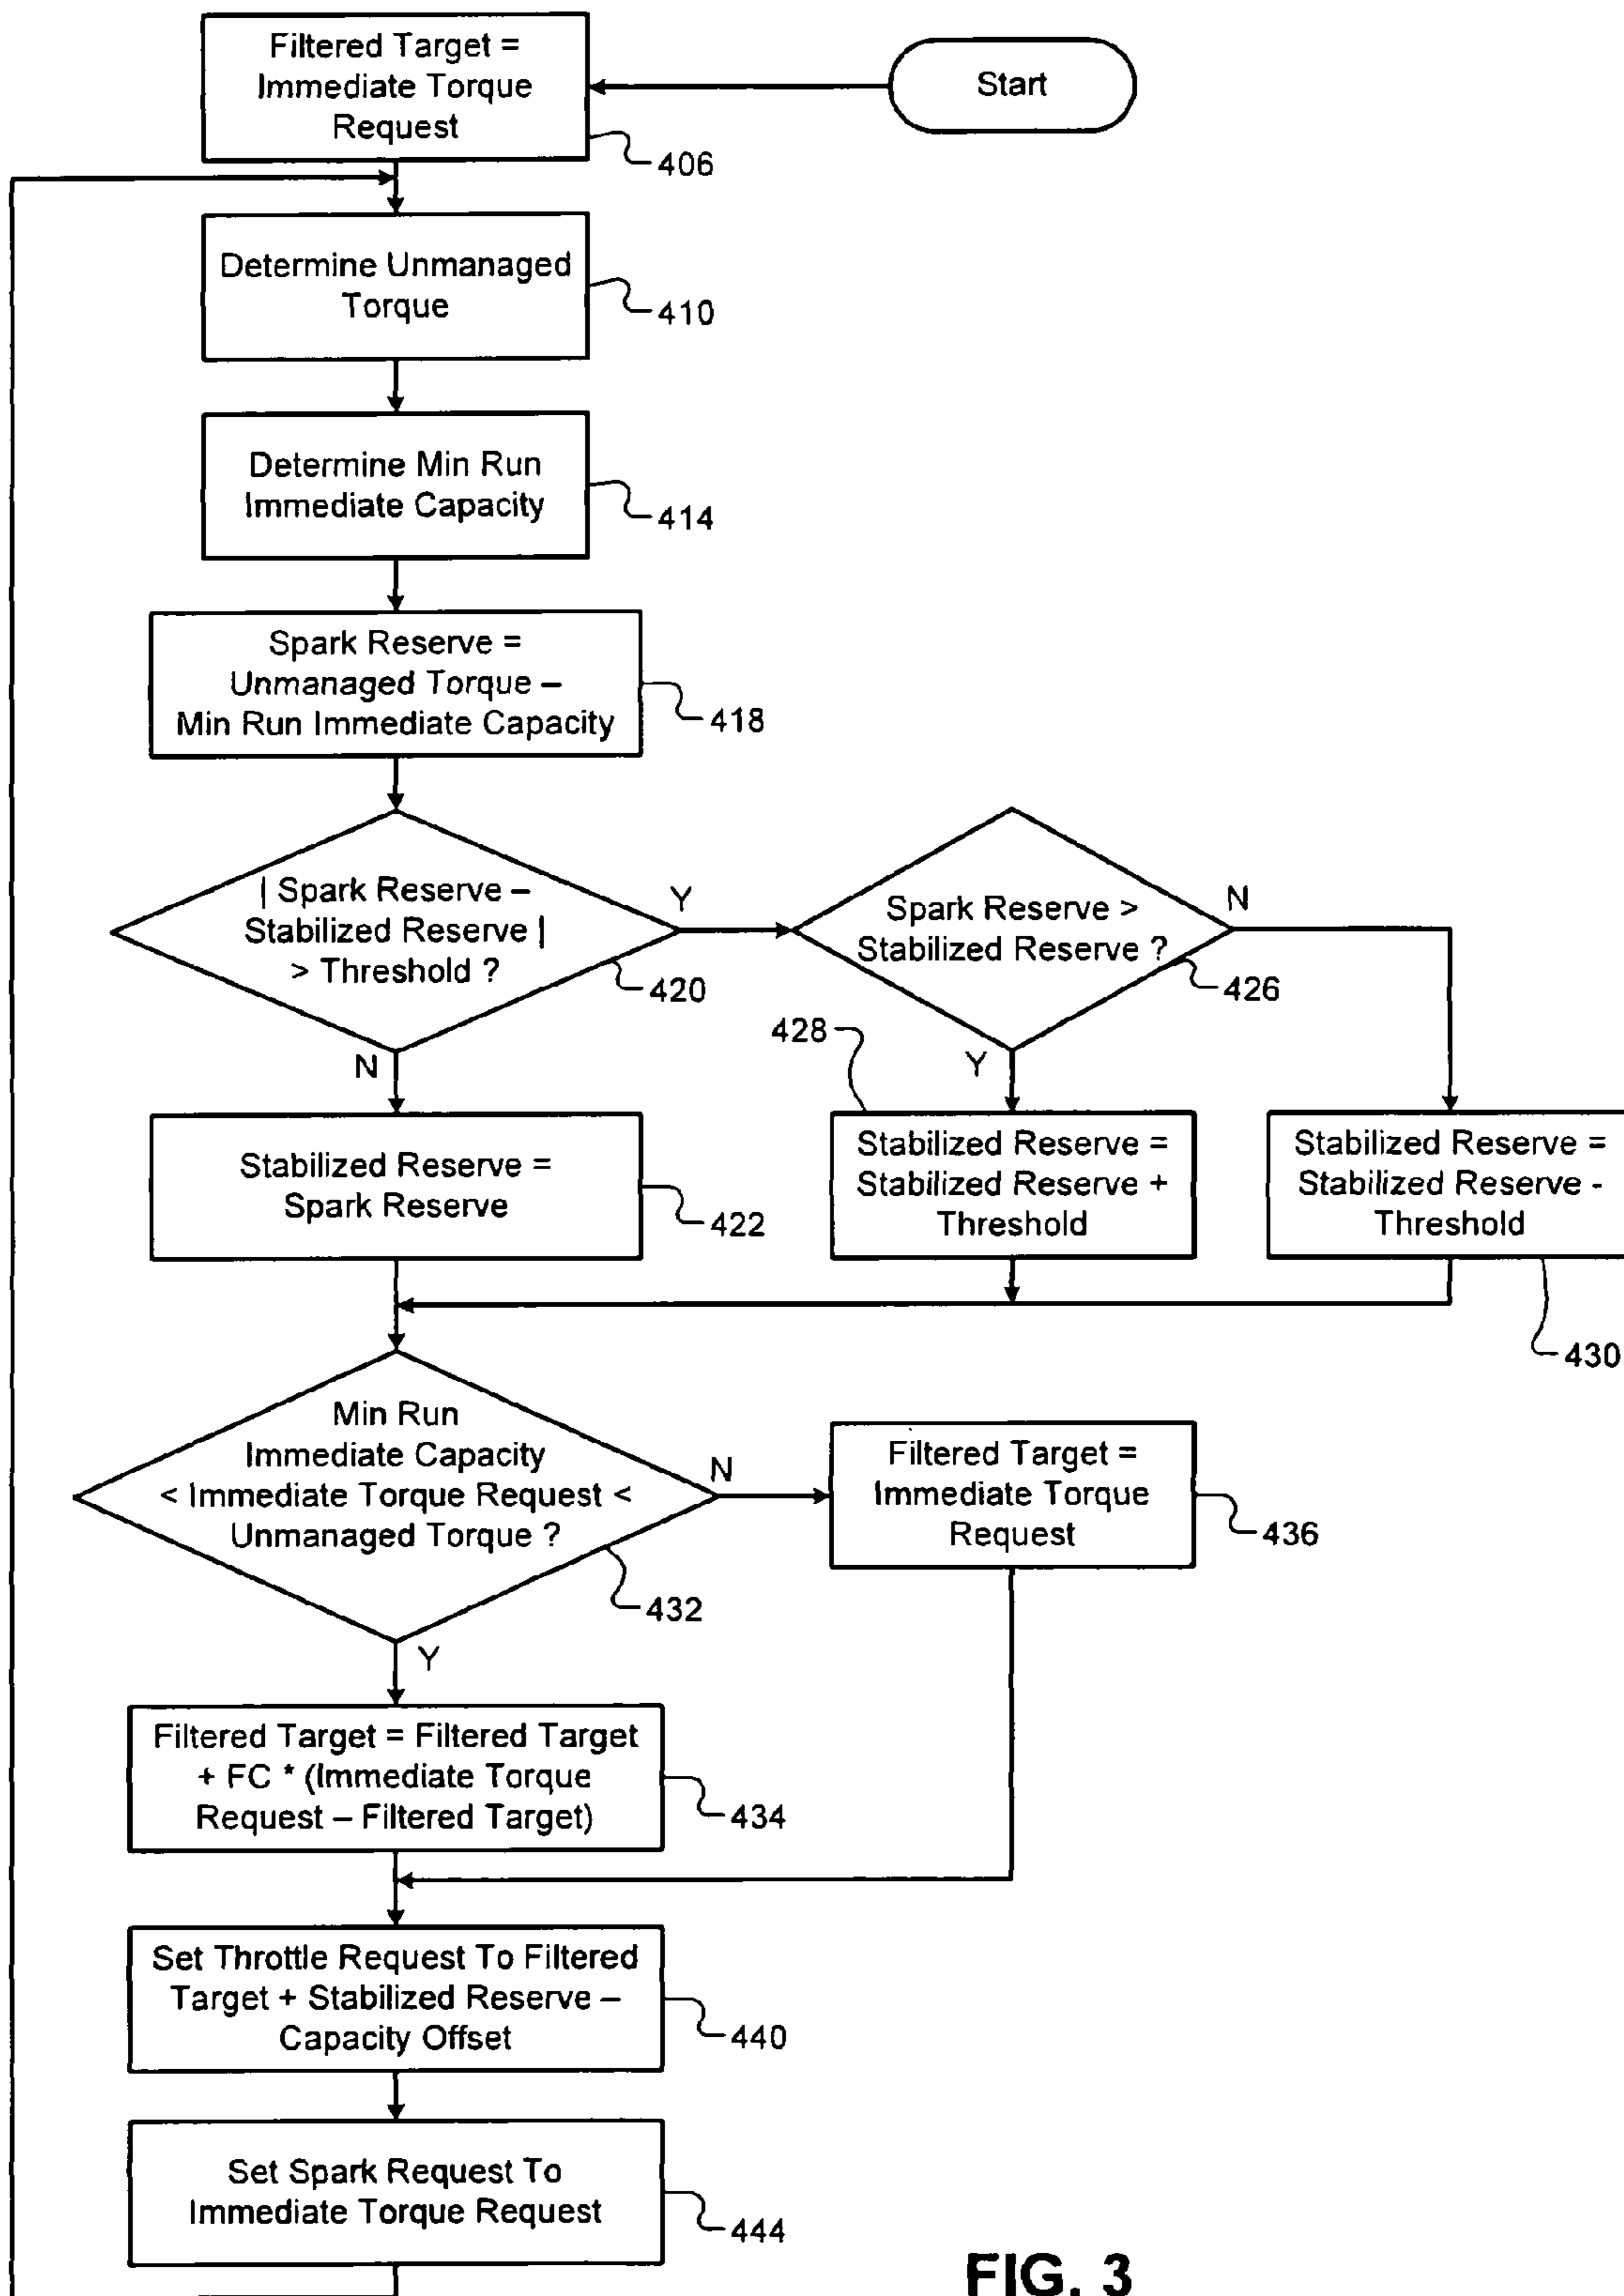 Filtered Target =
Immediate Torque
Request
406
Start
Determine Unmanaged
Torque
410
Determine Min Run
Immediate Capacity
414
Spark Reserve =
Unmanaged Torque –
Min Run Immediate Capacity
418
| Spark Reserve –
Stabilized Reserve |
> Threshold ?
420
Y
N
Spark Reserve >
Stabilized Reserve ?
426
N
Y
428
Stabilized Reserve =
Spark Reserve
422
Stabilized Reserve =
Stabilized Reserve +
Threshold
Stabilized Reserve =
Stabilized Reserve -
Threshold
430
Min Run
Immediate Capacity
< Immediate Torque Request <
Unmanaged Torque ?
432
N
Y
Filtered Target =
Immediate Torque
Request
436
Filtered Target = Filtered Target
+ FC * (Immediate Torque
Request – Filtered Target)
434
Set Throttle Request To Filtered
Target + Stabilized Reserve –
Capacity Offset
440
Set Spark Request To
Immediate Torque Request
444
FIG. 3